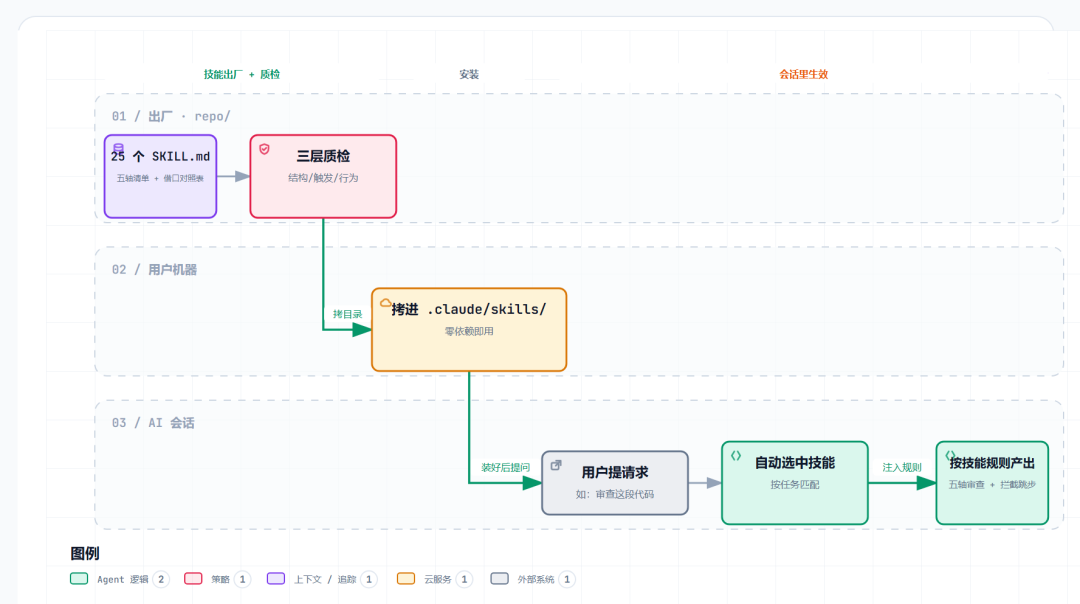 技能出厂 + 质检
安装
会话里生效
01 / 出厂 · repo/
25 个 SKILL.md
五轴清单 + 借口对照表
三层质检
结构/触发/行为
02 / 用户机器
拷目录
拷进 .claude/skills/
零依赖即用
03 / AI 会话
装好后提问
用户提请求
如：审查这段代码
自动选中技能
按任务匹配
注入规则
按技能规则产出
五轴审查 + 拦截跳步
图例
Agent 逻辑 2
策略 1
上下文 / 追踪 1
云服务 1
外部系统 1